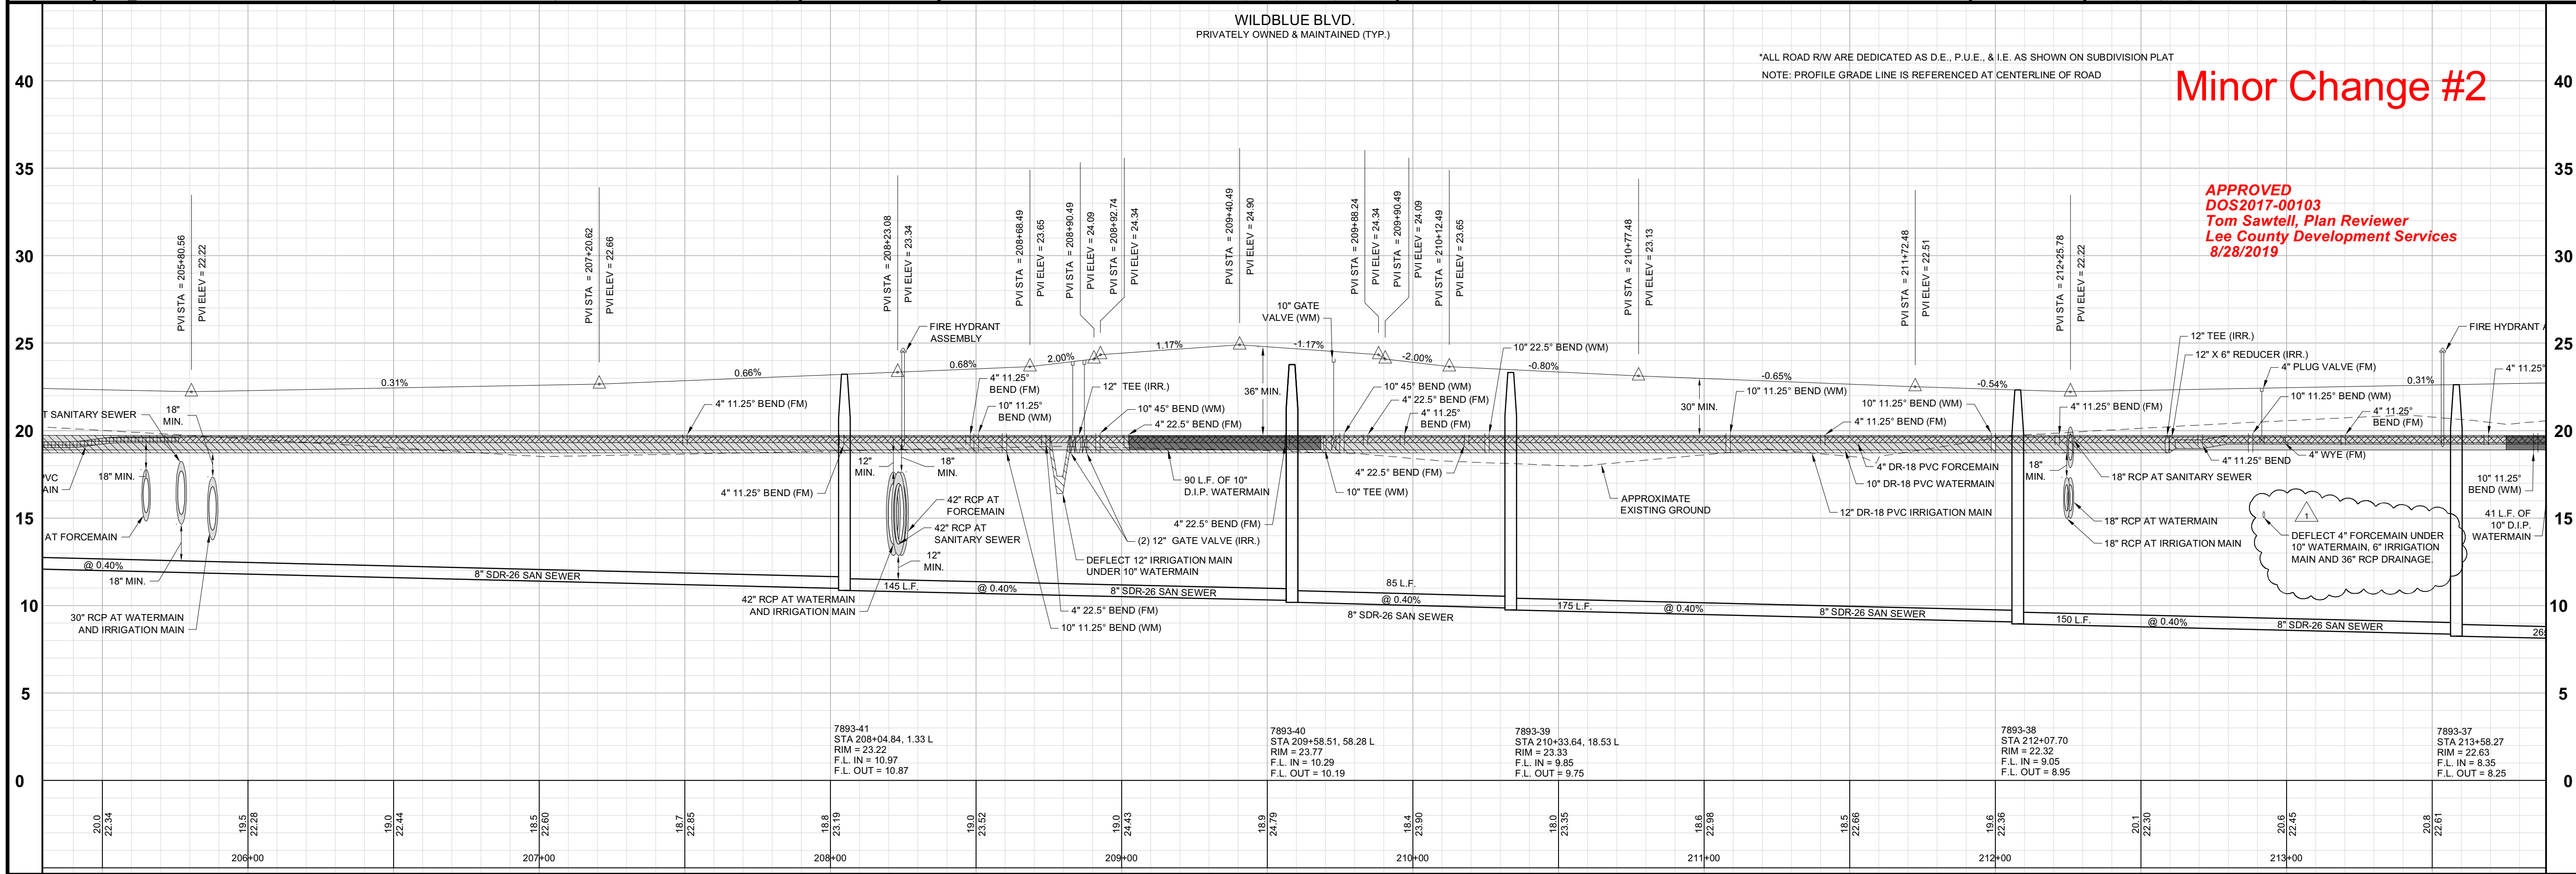 WILDBLUE BLVD.
PRIVATELY OWNED & MAINTAINED (TYP.)
*ALL ROAD R/W ARE DEDICATED AS D.E., P.U.E., & I.E. AS SHOWN ON SUBDIVISION PLAT
NOTE: PROFILE GRADE LINE IS REFERENCED AT CENTERLINE OF ROAD
Minor Change #2
APPROVED
DOS2017-00103
Tom Sawtell, Plan Reviewer
Lee County Development Services
8/28/2019
40
35
30
25
20
15
10
5
0
40
35
30
25
20
15
10
5
0
PVI STA = 205+80.56
PVI ELEV = 22.22
PVI STA = 207+20.62
PVI ELEV = 22.66
PVI STA = 208+23.08
PVI ELEV = 23.34
PVI STA = 208+68.49
PVI ELEV = 23.65
PVI STA = 208+90.49
PVI ELEV = 24.09
PVI STA = 208+92.74
PVI ELEV = 24.34
PVI STA = 209+40.49
PVI ELEV = 24.90
PVI STA = 209+88.24
PVI ELEV = 24.34
PVI STA = 209+90.49
PVI ELEV = 24.09
PVI STA = 210+12.49
PVI ELEV = 23.65
PVI STA = 210+77.48
PVI ELEV = 23.13
PVI STA = 211+72.48
PVI ELEV = 22.51
PVI STA = 212+25.78
PVI ELEV = 22.22
0.31%
0.66%
0.68%
2.00%
1.17%
-1.17%
-2.00%
-0.80%
-0.65%
-0.54%
0.31%
T SANITARY SEWER
18"
MIN.
18" MIN.
PVC
AIN
AT FORCEMAIN
@ 0.40%
18" MIN.
30" RCP AT WATERMAIN
AND IRRIGATION MAIN
8" SDR-26 SAN SEWER
4" 11.25° BEND (FM)
4" 11.25° BEND (FM)
FIRE HYDRANT
ASSEMBLY
12"
MIN.
18"
MIN.
42" RCP AT
FORCEMAIN
42" RCP AT
SANITARY SEWER
12"
MIN.
42" RCP AT WATERMAIN
AND IRRIGATION MAIN
145 L.F.
@ 0.40%
8" SDR-26 SAN SEWER
4" 11.25°
BEND (FM)
10" 11.25°
BEND (WM)
12" TEE (IRR.)
10" 45° BEND (WM)
4" 22.5° BEND (FM)
90 L.F. OF 10"
D.I.P. WATERMAIN
(2) 12" GATE VALVE (IRR.)
DEFLECT 12" IRRIGATION MAIN
UNDER 10" WATERMAIN
4" 22.5° BEND (FM)
10" 11.25° BEND (WM)
36" MIN.
10" GATE
VALVE (WM)
10" 45° BEND (WM)
4" 22.5° BEND (FM)
4" 11.25°
BEND (FM)
10" 22.5° BEND (WM)
4" 22.5° BEND (FM)
10" TEE (WM)
4" 22.5° BEND (FM)
85 L.F.
@ 0.40%
8" SDR-26 SAN SEWER
APPROXIMATE
EXISTING GROUND
30" MIN.
10" 11.25° BEND (WM)
4" 11.25° BEND (FM)
10" 11.25° BEND (WM)
4" DR-18 PVC FORCEMAIN
10" DR-18 PVC WATERMAIN
12" DR-18 PVC IRRIGATION MAIN
175 L.F.
@ 0.40%
8" SDR-26 SAN SEWER
4" 11.25° BEND (FM)
18"
MIN.
18" RCP AT SANITARY SEWER
18" RCP AT WATERMAIN
18" RCP AT IRRIGATION MAIN
12" TEE (IRR.)
12" X 6" REDUCER (IRR.)
4" PLUG VALVE (FM)
10" 11.25° BEND (WM)
4" 11.25°
BEND (FM)
4" 11.25° BEND
4" WYE (FM)
FIRE HYDRANT A
4" 11.25°
10" 11.25°
BEND (WM)
41 L.F. OF
10" D.I.P.
WATERMAIN
1
DEFLECT 4" FORCEMAIN UNDER
10" WATERMAIN, 6" IRRIGATION
MAIN AND 36" RCP DRAINAGE.
150 L.F.
@ 0.40%
8" SDR-26 SAN SEWER
7893-41
STA 208+04.84, 1.33 L
RIM = 23.22
F.L. IN = 10.97
F.L. OUT = 10.87
7893-40
STA 209+58.51, 58.28 L
RIM = 23.77
F.L. IN = 10.29
F.L. OUT = 10.19
7893-39
STA 210+33.64, 18.53 L
RIM = 23.33
F.L. IN = 9.85
F.L. OUT = 9.75
7893-38
STA 212+07.70
RIM = 22.32
F.L. IN = 9.05
F.L. OUT = 8.95
7893-37
STA 213+58.27
RIM = 22.63
F.L. IN = 8.35
F.L. OUT = 8.25
20.0
22.34
19.5
22.28
19.0
22.44
18.5
22.60
18.7
22.85
18.8
23.19
19.0
23.52
19.0
24.43
18.9
24.79
18.4
23.90
18.0
23.35
18.6
22.98
18.5
22.66
19.6
22.36
20.1
22.30
20.6
22.45
20.8
22.61
206+00
207+00
208+00
209+00
210+00
211+00
212+00
213+00